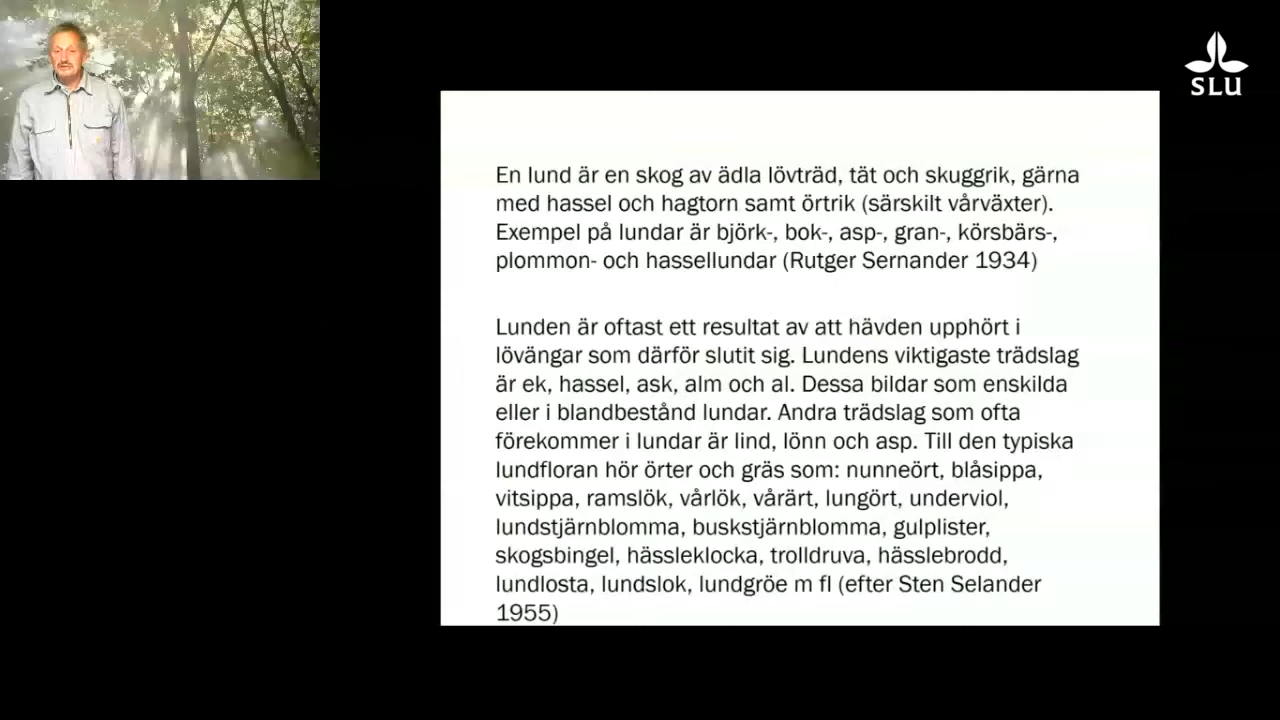 SLU
En lund är en skog av ädla lövträd, tät och skuggrik, gärna
med hassel och hagtorn samt örtrik (särskilt vårväxter).
Exempel på lundar är björk-, bok-, asp-, gran-, körsbärs-,
plommon- och hassellundar (Rutger Sernander 1934)
Lunden är oftast ett resultat av att hävden upphört i
lövängar som därför slutit sig. Lundens viktigaste trädslag
är ek, hassel, ask, alm och al. Dessa bildar som enskilda
eller i blandbestånd lundar. Andra trädslag som ofta
förekommer i lundar är lind, lönn och asp. Till den typiska
lundfloran hör örter och gräs som: nunneört, blåsippa,
vitsippa, ramslök, vårlök, vårärt, lungört, underviol,
lundstjärnblomma, buskstjärnblomma, gulplister,
skogsbingel, hässleklocka, trolldruva, hässlebrodd,
lundlosta, lundslok, lundgröe m fl (efter Sten Selander
1955)